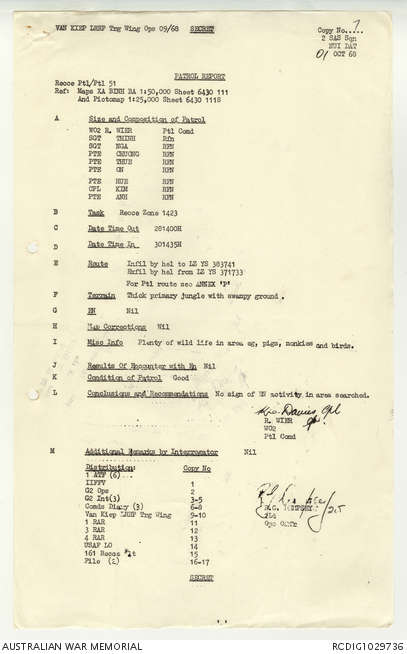 VAN KIEP LRRP Tng Wing Ops 09/68 SECRET
Copy No. 7
2 SAS Sqn
NUI DAT
01 OCT 68
PATROL REPORT
Recce Ptl/Ptl 51
Ref: Maps XA BINH BA 1:50,000 Sheet 6430 111
And Pictomap 1:25,000 Sheet 6430 111S
A Size and Composition of Patrol
WO2 R. WIER Ptl Comd
SGT THINH Rfn
SGT NGA RFN
PTE CHUONG RFN
PTE THUH RFN
PTE ON RFN
PTE HUE RFN
CPL KIM RFN
PTE ANH RFN
B Task Recce Zone 1423
C Date Time Out 281400H
D Date Time In 301435H
E Route Infil by hel to LZ YS 383741
Exfil by hel from LZ YS 371733
For Ptl route see ANNEX 'P'
F Terrain Thick primary jungle with swampy ground.
G EN Nil
H Map Corrections Nil
I Misc Info Plenty of wild life in area eg, pigs, monkies and birds.
J Results Of Encounter with En Nil
K Condition of Patrol Good
L Conclusions and Recommendations No sign of EN activity in area searched.
Davies Cpl
R. WIER
WO2
Ptl Comd
M Additional Remarks by Interrogator Nil
Distribution: Copy No
1 ATF (6)
IIFFV 1
G2 Ops 2
G2 Int(3) 3-5
Comds Diary (3) 6-8
Van Kiep LRRP Tng Wing 9-10
1 RAR 11
3 RAR 12
4 RAR 13
USAF LO 14
161 Recce Flt 15
File (2) 16-17
Ops Offr
SECRET
AUSTRALIAN WAR MEMORIAL
RCDIG1029736